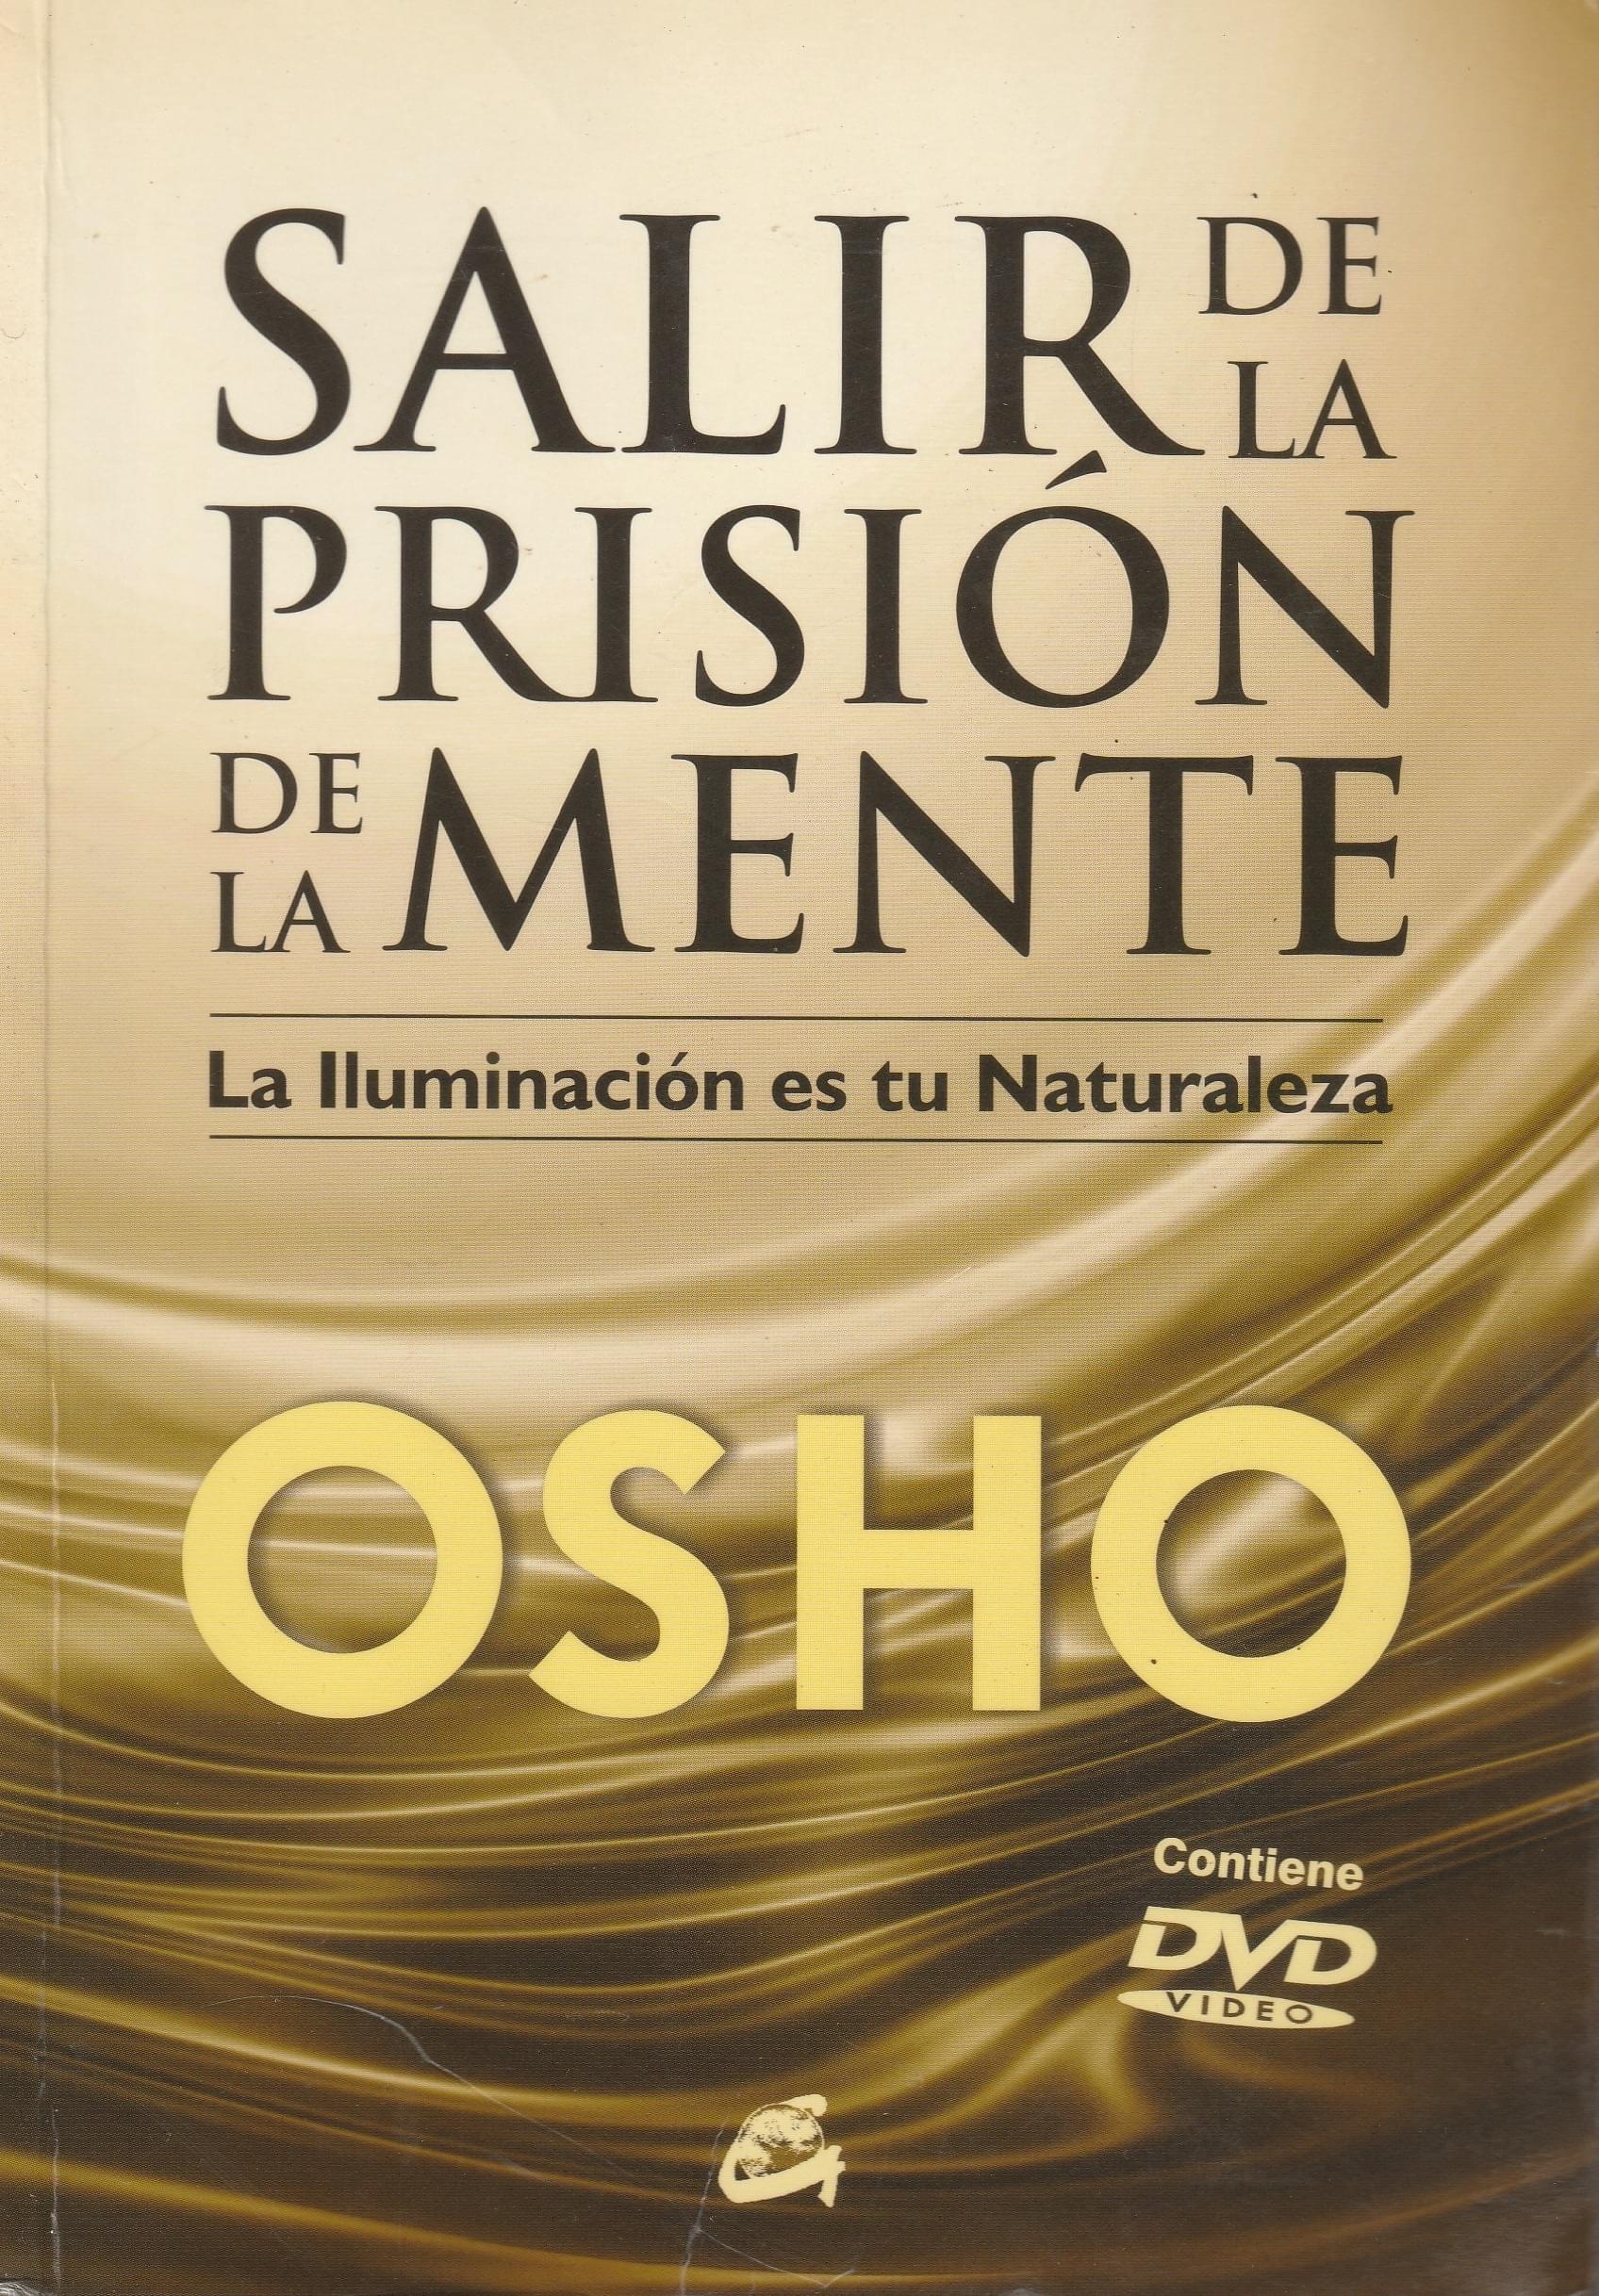 SALIR DE LA
PRISIÓN
DE LA MENTE
La Iluminación es tu Naturaleza
OSHO
Contiene
DVD
VIDEO